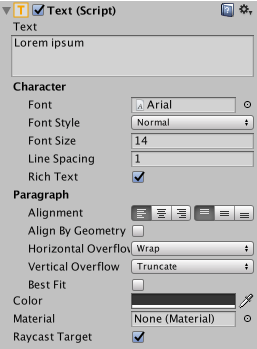 T Text (Script)
Text
Lorem ipsum
Character
Font Arial
Font Style Normal
Font Size 14
Line Spacing 1
Rich Text
Paragraph
Alignment
Align By Geometry
Horizontal Overflov Wrap
Vertical Overflow Truncate
Best Fit
Color
Material None (Material)
Raycast Target